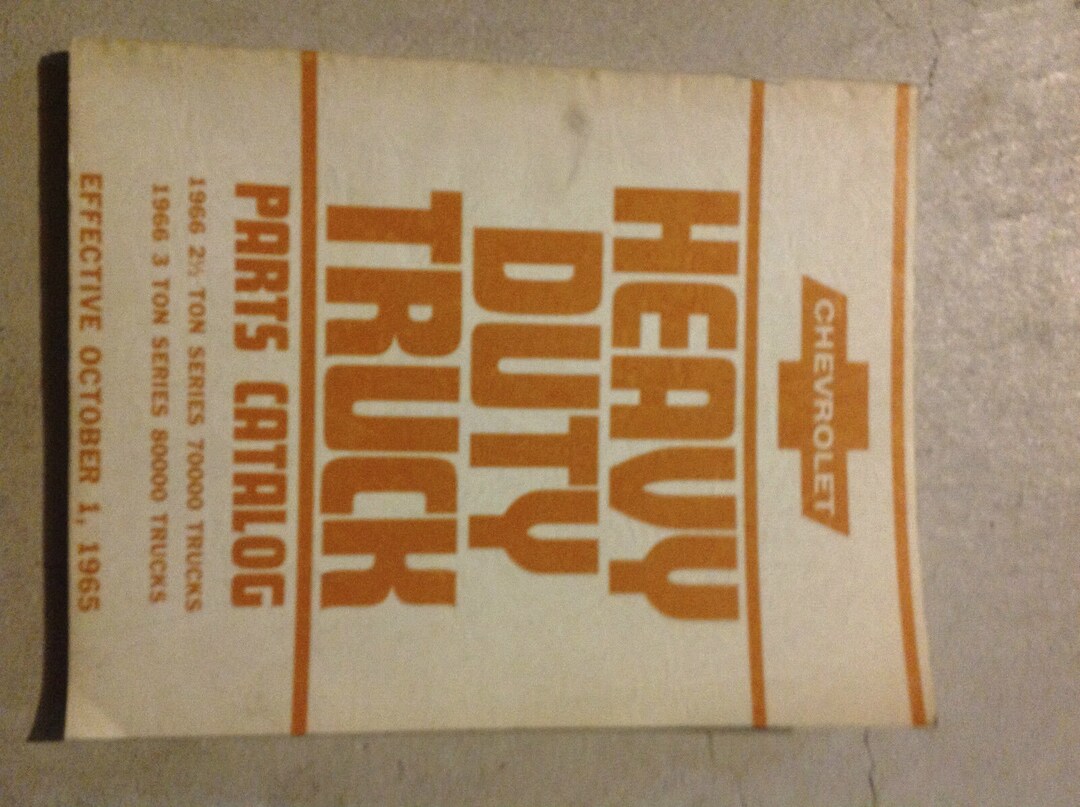 CHEVROLET
HEAVY
DUTY
TRUCK
PARTS CATALOG
1966 2½ TON SERIES 70000 TRUCKS
1966 3 TON SERIES 80000 TRUCKS
EFFECTIVE OCTOBER 1, 1965